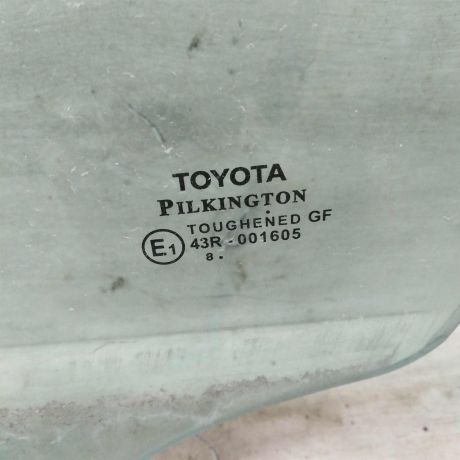 TOYOTA
PILKINGTON
TOUGHENED GF
E1 43R - 001605
8.